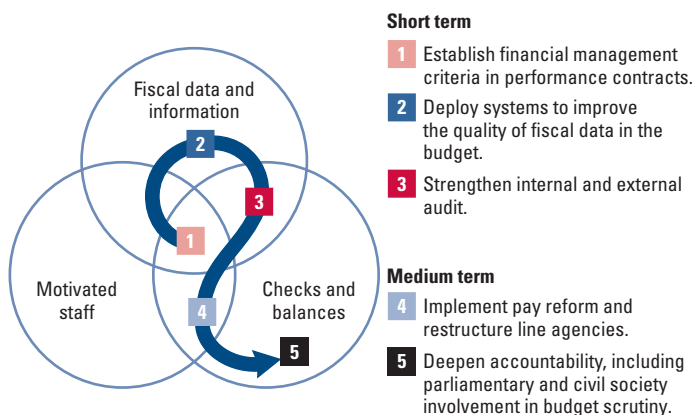 Fiscal data and
information
2
3
1
Motivated
staff
Checks and
balances
4
5
Short term
1 Establish financial management
criteria in performance contracts.
2 Deploy systems to improve
the quality of fiscal data in the
budget.
3 Strengthen internal and external
audit.
Medium term
4 Implement pay reform and
restructure line agencies.
5 Deepen accountability, including
parliamentary and civil society
involvement in budget scrutiny.